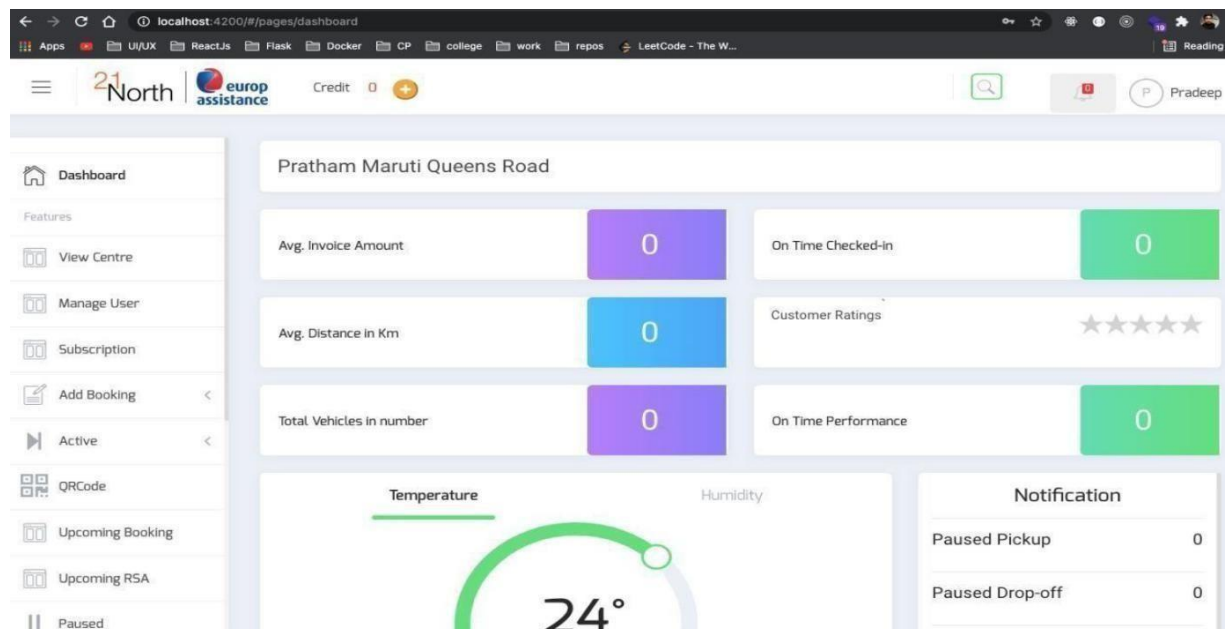 localhost:4200/#/pages/dashboard
19
Apps UI/UX ReactJs Flask Docker CP college work repos LeetCode - The W... Reading
21North europ assistance Credit 0 0 P Pradeep
Pratham Maruti Queens Road
Dashboard
Features
View Centre
Manage User
Subscription
Add Booking
Active
QRCode
Upcoming Booking
Upcoming RSA
Paused
Avg. Invoice Amount 0
On Time Checked-in 0
Avg. Distance in Km 0
Customer Ratings
Total Vehicles in number 0
On Time Performance 0
Temperature Humidity
24°
Notification
Paused Pickup 0
Paused Drop-off 0